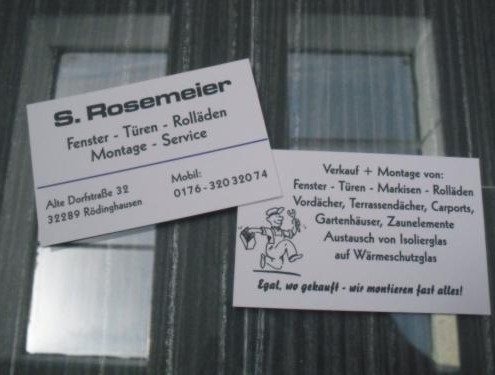 S. Rosemeier
Fenster - Türen - Rolläden
Montage - Service
Alte Dorfstraße 32
32289 Rödinghausen
Mobil:
0176 - 320 320 74
Verkauf + Montage von:
Fenster - Türen - Markisen - Rolläden
Vordächer, Terrassendächer, Carports,
Gartenhäuser, Zaunelemente
Austausch von Isolierglas
auf Wärmeschutzglas
Egal, wo gekauft - wir montieren fast alles!